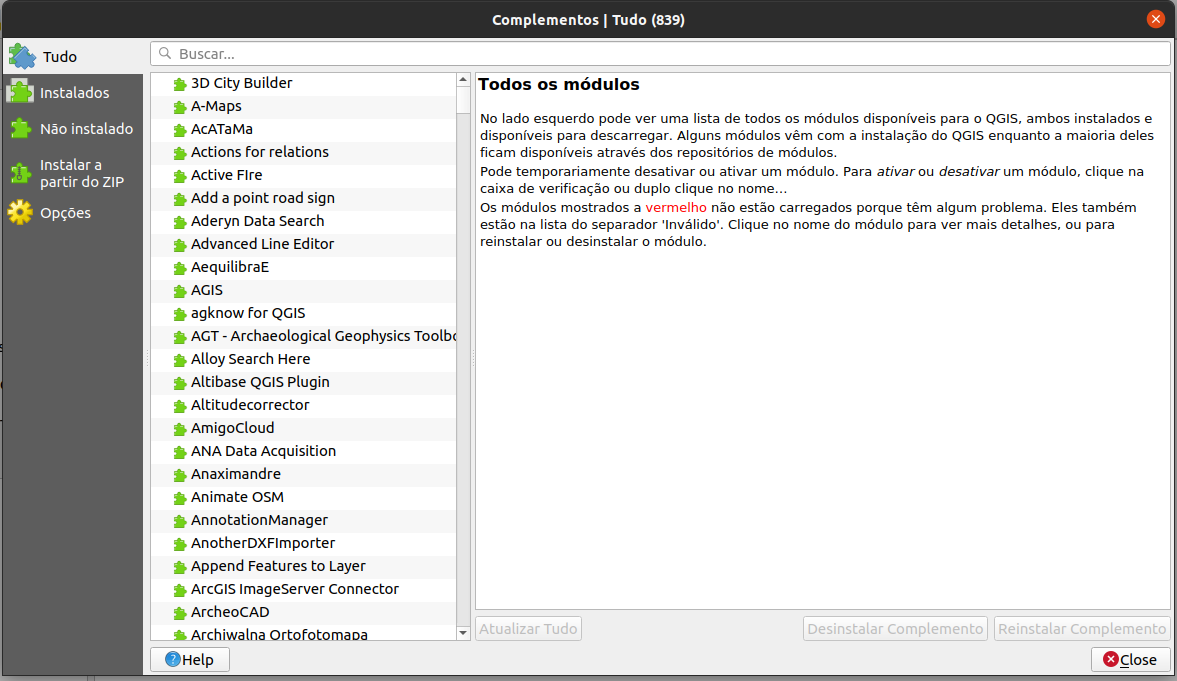 Complementos | Tudo (839)
Tudo
Instalados
Não instalado
Instalar a
partir do ZIP
Opções
Buscar...
3D City Builder
A-Maps
AcATaMa
Actions for relations
Active FIre
Add a point road sign
Aderyn Data Search
Advanced Line Editor
AequilibraE
AGIS
agknow for QGIS
AGT - Archaeological Geophysics Toolbo
Alloy Search Here
Altibase QGIS Plugin
Altitudecorrector
AmigoCloud
ANA Data Acquisition
Anaximandre
Animate OSM
AnnotationManager
AnotherDXFImporter
Append Features to Layer
ArcGIS ImageServer Connector
ArcheoCAD
Archiwalna Ortofotomapa
Todos os módulos
No lado esquerdo pode ver uma lista de todos os módulos disponíveis para o QGIS, ambos instalados e
disponíveis para descarregar. Alguns módulos vêm com a instalação do QGIS enquanto a maioria deles
ficam disponíveis através dos repositórios de módulos.
Pode temporariamente desativar ou ativar um módulo. Para ativar ou desativar um módulo, clique na
caixa de verificação ou duplo clique no nome...
Os módulos mostrados a vermelho não estão carregados porque têm algum problema. Eles também
estão na lista do separador 'Inválido'. Clique no nome do módulo para ver mais detalhes, ou para
reinstalar ou desinstalar o módulo.
Atualizar Tudo
Desinstalar Complemento
Reinstalar Complemento
Help
Close